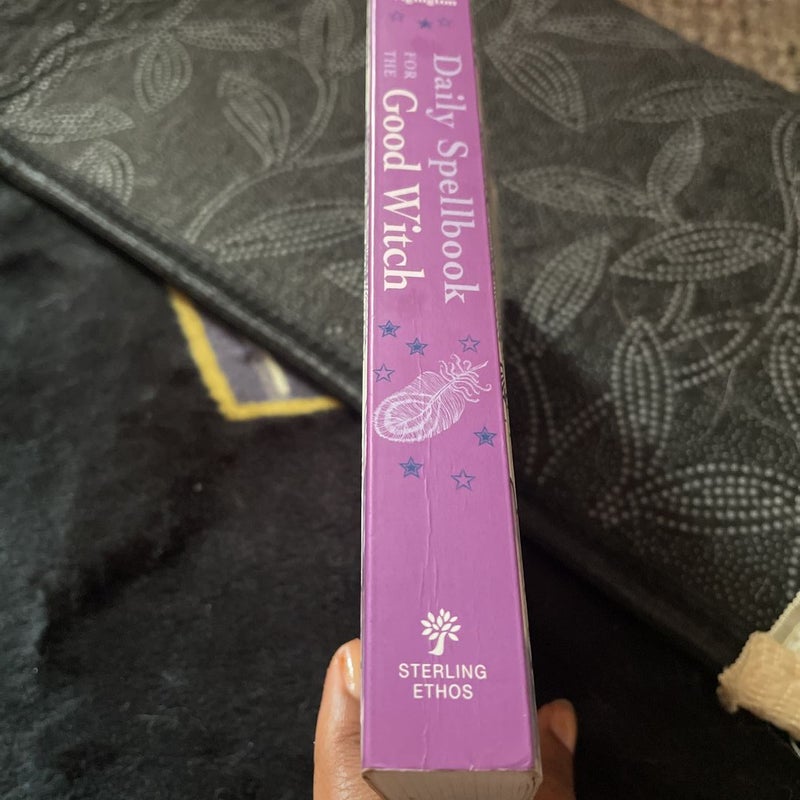 Daily Spellbook
FOR
THE
Good Witch
STERLING
ETHOS